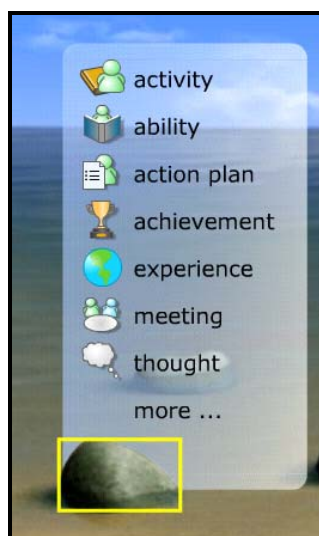 activity
ability
action plan
achievement
experience
meeting
thought
more ...